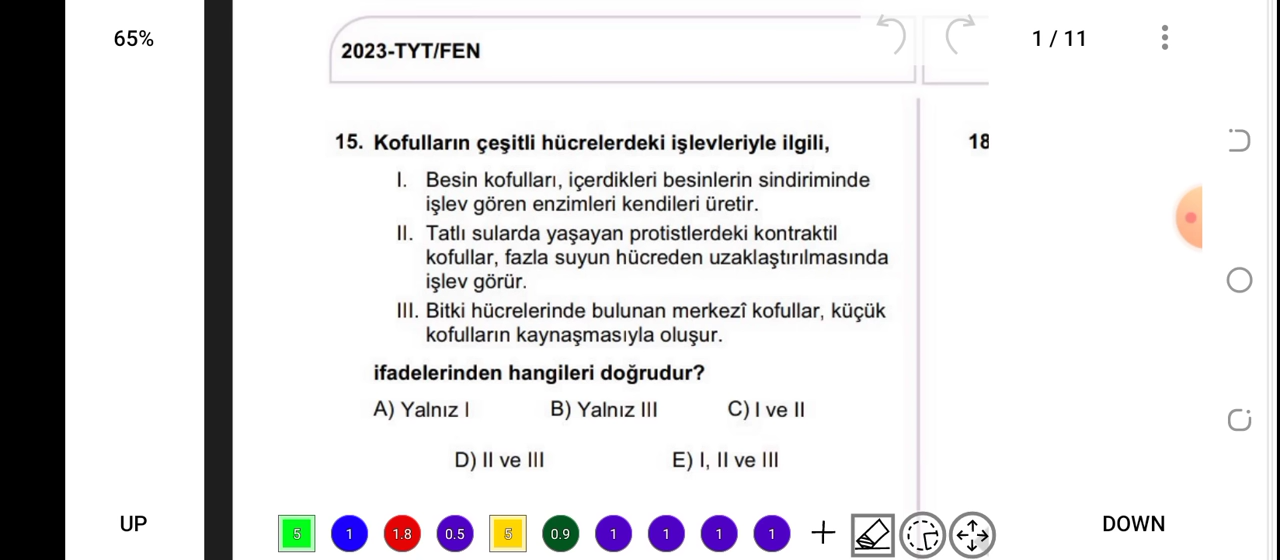 65%
2023-TYT/FEN
1 / 11
15. Kofulların çeşitli hücrelerdeki işlevleriyle ilgili,
18
I. Besin kofulları, içerdikleri besinlerin sindiriminde
işlev gören enzimleri kendileri üretir.
II. Tatlı sularda yaşayan protistlerdeki kontraktil
kofullar, fazla suyun hücreden uzaklaştırılmasında
işlev görür.
III. Bitki hücrelerinde bulunan merkezî kofullar, küçük
kofulların kaynaşmasıyla oluşur.
ifadelerinden hangileri doğrudur?
A) Yalnız I B) Yalnız III C) I ve II
D) II ve III E) I, II ve III
UP 5 1 1.8 0.5 5 0.9 1 1 1 1 DOWN